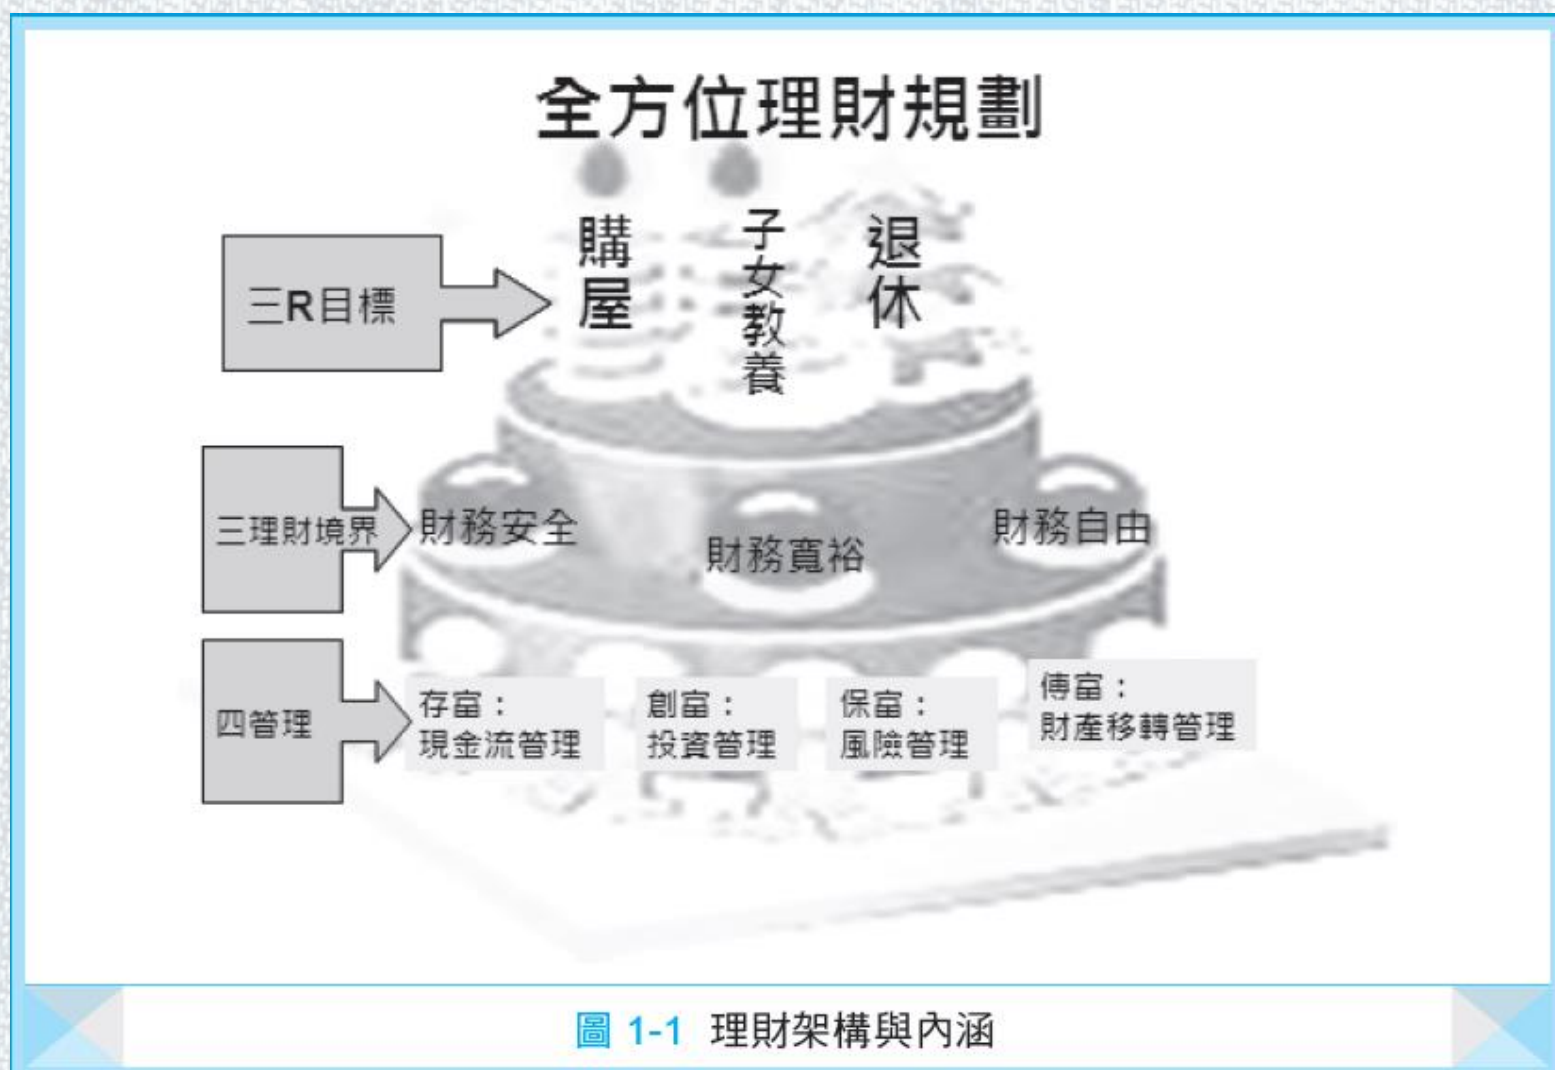 全方位理財規劃
三R目標
購屋
子女教養
退休
三理財境界
財務安全
財務寬裕
財務自由
四管理
存富：
現金流管理
創富：
投資管理
保富：
風險管理
傳富：
財產移轉管理
圖 1-1 理財架構與內涵